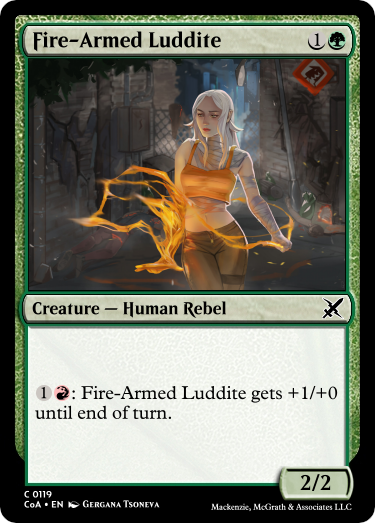 Fire-Armed Luddite 1
Creature — Human Rebel
1 : Fire-Armed Luddite gets +1/+0
until end of turn.
2/2
C 0119
CoA • EN Gergana Tsoneva
Mackenzie, McGrath & Associates LLC